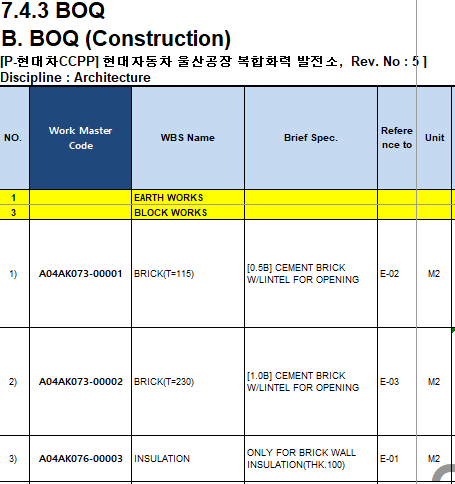 7.4.3 BOQ
B. BOQ (Construction)
[P-현대차CCPP] 현대자동차 울산공장 복합화력 발전소, Rev. No : 5 ]
Discipline : Architecture
NO. Work Master Code WBS Name Brief Spec. Refere nce to Unit
1 EARTH WORKS
3 BLOCK WORKS
1) A04AK073-00001 BRICK(T=115) [0.5B] CEMENT BRICK W/LINTEL FOR OPENING E-02 M2
2) A04AK073-00002 BRICK(T=230) [1.0B] CEMENT BRICK W/LINTEL FOR OPENING E-03 M2
3) A04AK076-00003 INSULATION ONLY FOR BRICK WALL INSULATION(THK.100) E-01 M2